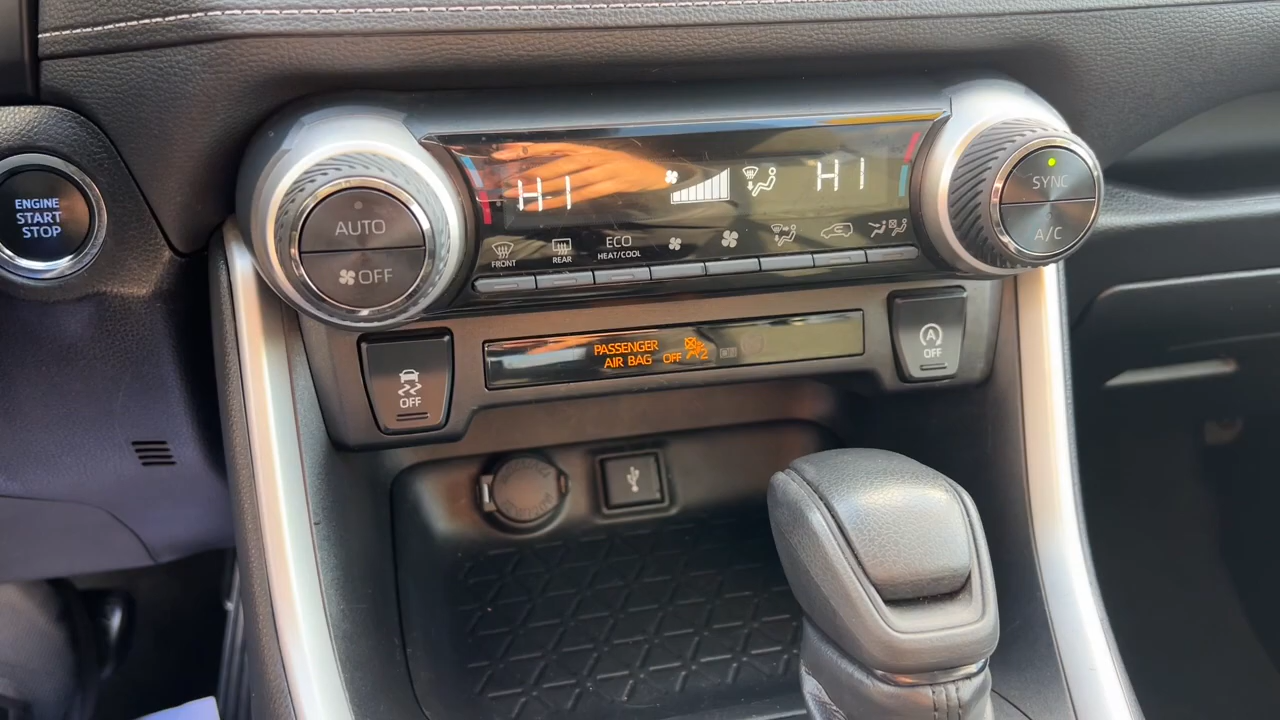 ENGINE
START
STOP
AUTO
OFF
HI
HI
SYNC
A/C
FRONT
REAR
ECO
HEAT/COOL
PASSENGER
AIR BAG OFF
2
OFF
A
OFF